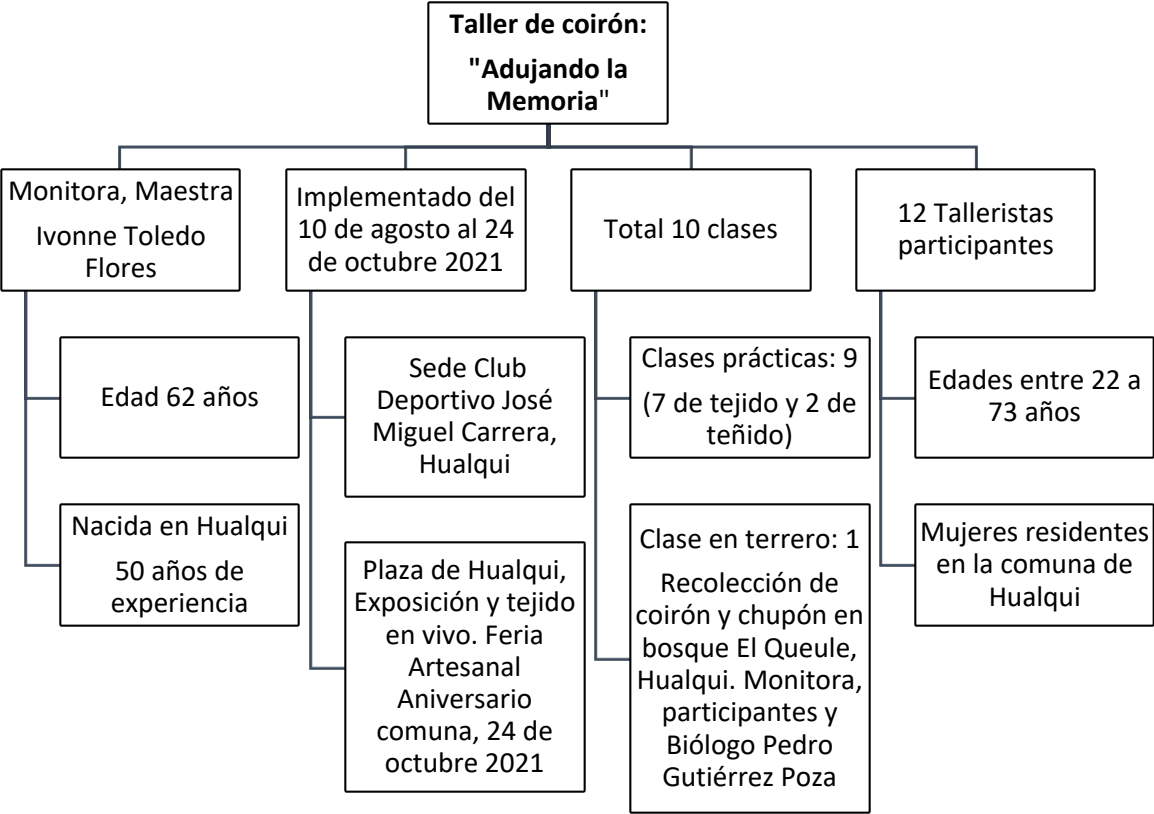 Taller de coirón:
"Adujando la
Memoria"
Monitora, Maestra
Ivonne Toledo
Flores
Edad 62 años
Nacida en Hualqui
50 años de
experiencia
Implementado del
10 de agosto al 24
de octubre 2021
Sede Club
Deportivo José
Miguel Carrera,
Hualqui
Plaza de Hualqui,
Exposición y tejido
en vivo. Feria
Artesanal
Aniversario
comuna, 24 de
octubre 2021
Total 10 clases
Clases prácticas: 9
(7 de tejido y 2 de
teñido)
Clase en terrero: 1
Recolección de
coirón y chupón en
bosque El Queule,
Hualqui. Monitora,
participantes y
Biólogo Pedro
Gutiérrez Poza
12 Talleristas
participantes
Edades entre 22 a
73 años
Mujeres residentes
en la comuna de
Hualqui